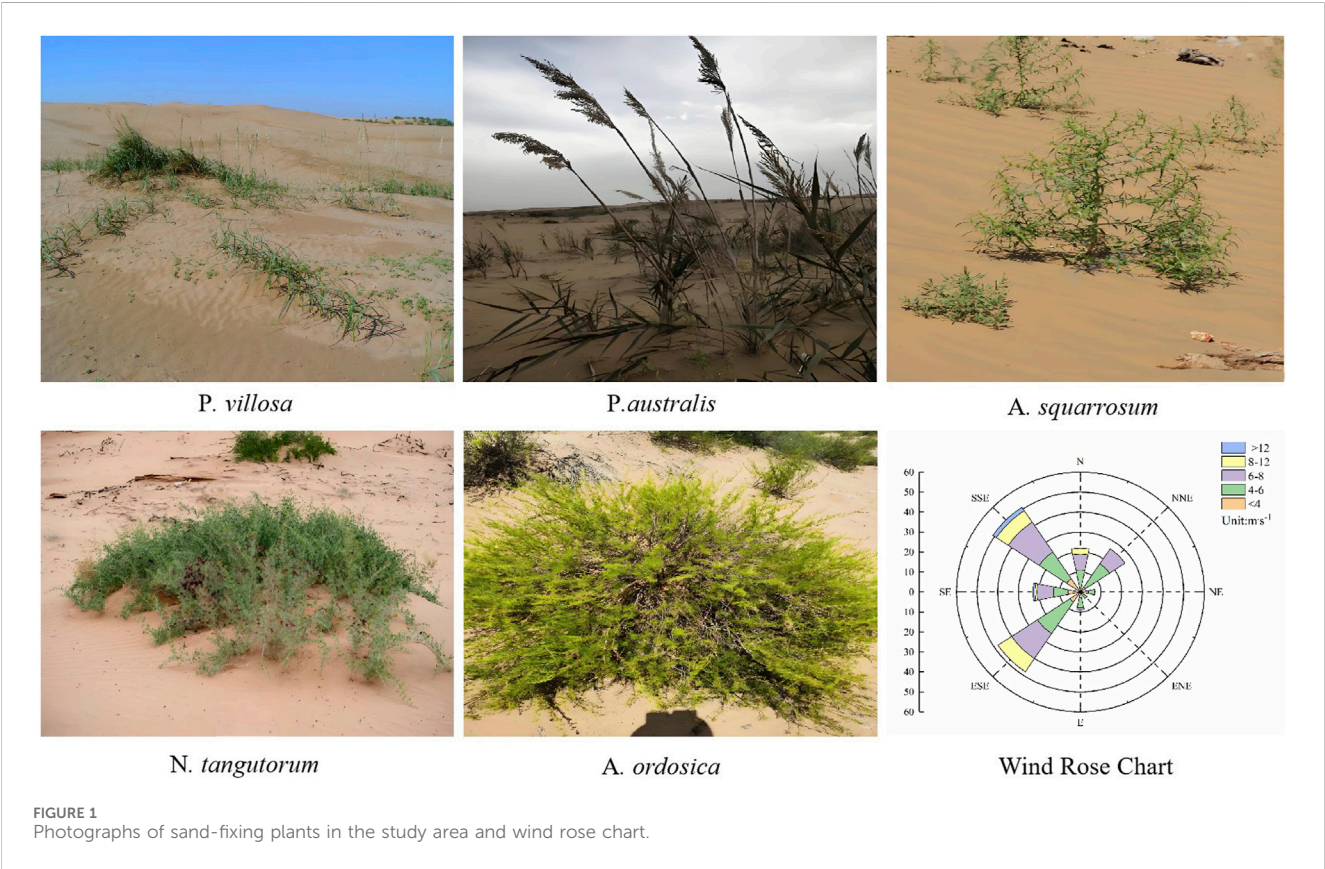 P. villosa
P.australis
A. squarrosum
N. tangutorum
A. ordosica
60
50
40
30
20
10
0
10
20
30
40
50
60
N
NNE
NE
ENE
E
ESE
SE
SSE
>12
8-12
6-8
4-6
<4
Unit:m·s⁻¹
Wind Rose Chart
FIGURE 1
Photographs of sand-fixing plants in the study area and wind rose chart.